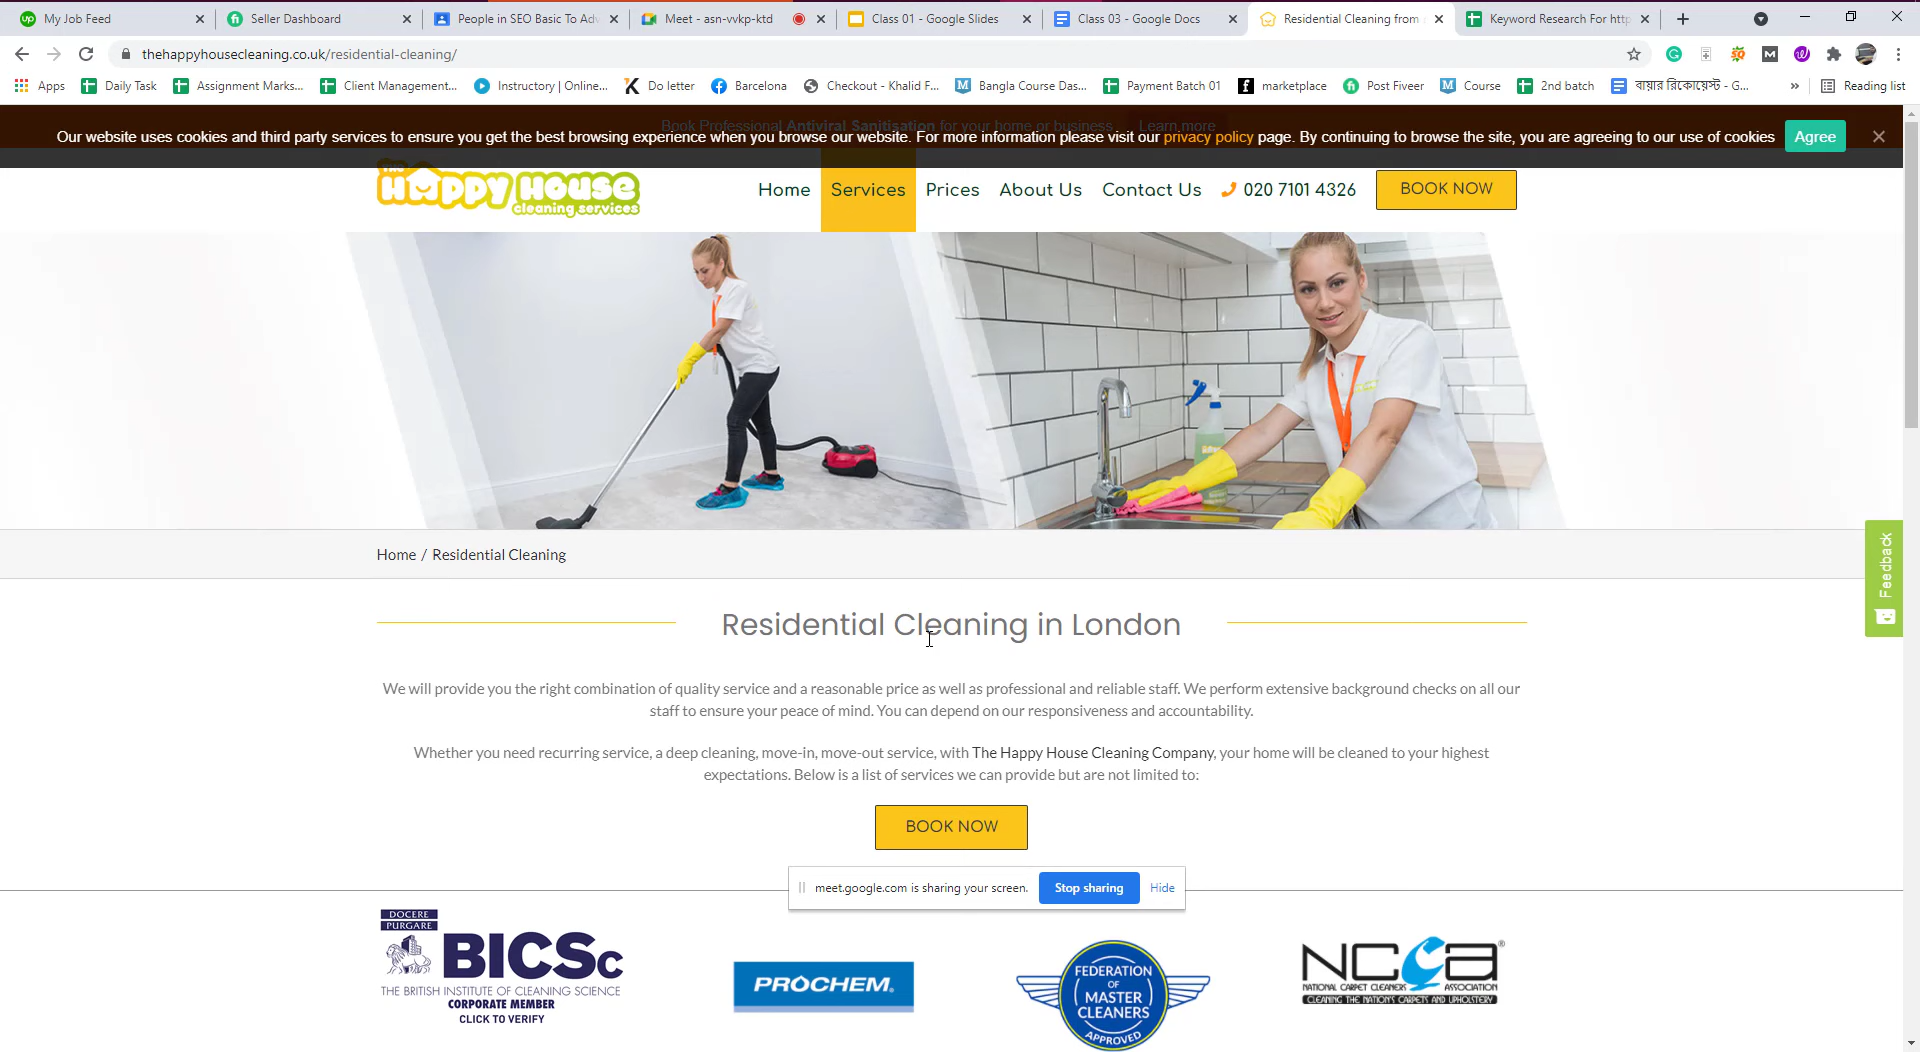 My Job Feed
Seller Dashboard
People in SEO Basic To Adv
Meet - asn-vvkp-ktd
Class 01 - Google Slides
Class 03 - Google Docs
Residential Cleaning from
Keyword Research For http
thehappyhousecleaning.co.uk/residential-cleaning/
Apps
Daily Task
Assignment Marks...
Client Management...
Instructory | Online...
Do letter
Barcelona
Checkout - Khalid F...
Bangla Course Das...
Payment Batch 01
marketplace
Post Fiveer
Course
2nd batch
বায়ার রিকোয়েস্ট - G...
Reading list
Book Professional Antiviral Sanitisation for your home or business Learn more
Our website uses cookies and third party services to ensure you get the best browsing experience when you browse our website. For more information please visit our privacy policy page. By continuing to browse the site, you are agreeing to our use of cookies
Agree
THE
Happy House
cleaning services
Home
Services
Prices
About Us
Contact Us
020 7101 4326
BOOK NOW
Home / Residential Cleaning
Feedback
Residential Cleaning in London
We will provide you the right combination of quality service and a reasonable price as well as professional and reliable staff. We perform extensive background checks on all our
staff to ensure your peace of mind. You can depend on our responsiveness and accountability.
Whether you need recurring service, a deep cleaning, move-in, move-out service, with The Happy House Cleaning Company, your home will be cleaned to your highest
expectations. Below is a list of services we can provide but are not limited to:
BOOK NOW
meet.google.com is sharing your screen.
Stop sharing
Hide
DOCERE
PURGARE
BICSc
THE BRITISH INSTITUTE OF CLEANING SCIENCE
CORPORATE MEMBER
CLICK TO VERIFY
PROCHEM.
FEDERATION
OF
MASTER
CLEANERS
APPROVED
NCCA
NATIONAL CARPET CLEANERS ASSOCIATION
CLEANING THE NATION'S CARPETS AND UPHOLSTERY